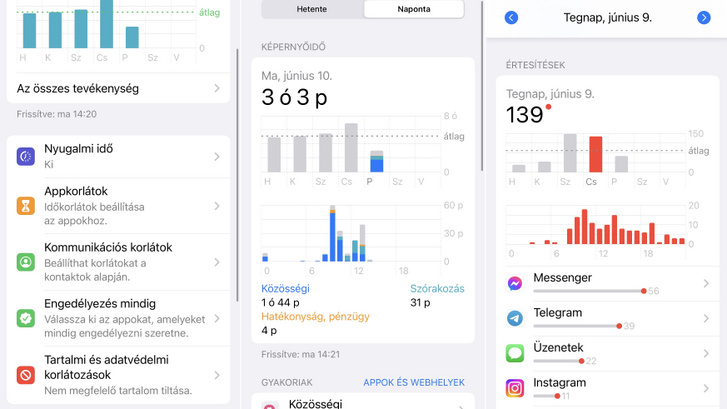 átlag
0
H K Sz Cs P Sz V
Az összes tevékenység
Frissítve: ma 14:20
Nyugalmi idő
Ki
Appkorlátok
Időkorlátok beállítása
az appokhoz.
Kommunikációs korlátok
Beállíthat korlátokat a
kontaktok alapján.
Engedélyezés mindig
Válassza ki az appokat, amelyeket
mindig engedélyezni szeretne.
Tartalmi és adatvédelmi
korlátozások
Nem megfelelő tartalom tiltása.
Hetente Naponta
KÉPERNYŐIDŐ
Ma, június 10.
3 ó 3 p
8 ó
átlag
0
H K Sz Cs P Sz V
60 p
30 p
0
0 6 12 18
Közösségi Szórakozás
1 ó 44 p 31 p
Hatékonyság, pénzügy
4 p
Frissítve: ma 14:21
GYAKORIAK APPOK ÉS WEBHELYEK
Közösségi
Tegnap, június 9.
ÉRTESÍTÉSEK
Tegnap, június 9.
139
150
átlag
0
H K Sz Cs P Sz V
20
10
0
0 6 12 18
Messenger
56
Telegram
39
Üzenetek
22
Instagram
11